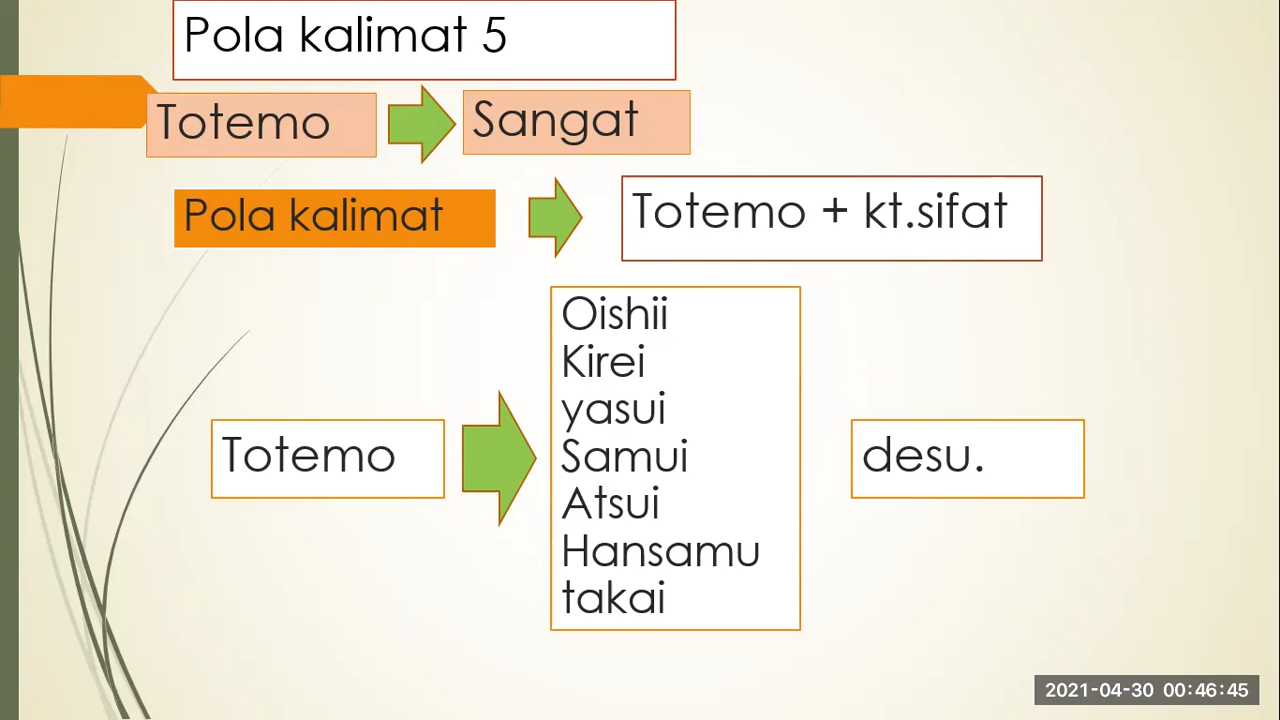 Pola kalimat 5
Totemo
Sangat
Pola kalimat
Totemo + kt.sifat
Totemo
Oishii
Kirei
yasui
Samui
Atsui
Hansamu
takai
desu.
2021-04-30 00:46:45